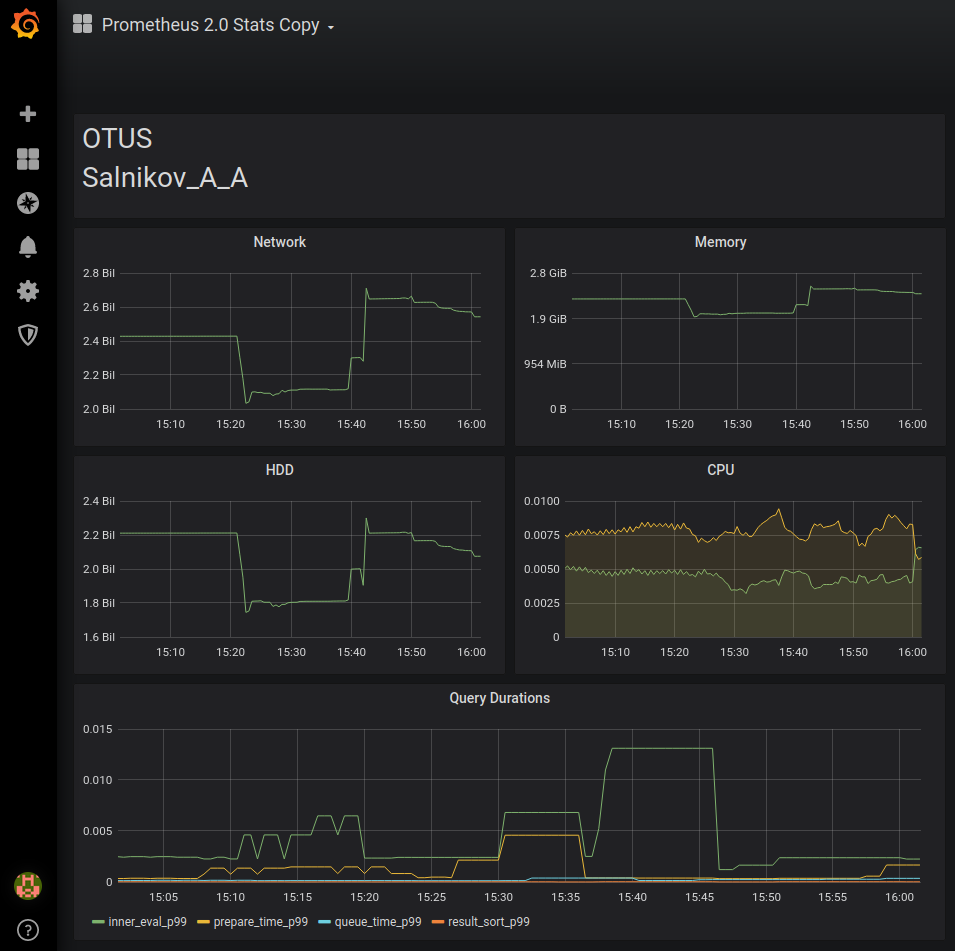 Prometheus 2.0 Stats Copy
OTUS
Salnikov_A_A
Network
2.8 Bil
2.6 Bil
2.4 Bil
2.2 Bil
2.0 Bil
15:10 15:20 15:30 15:40 15:50 16:00
Memory
2.8 GiB
1.9 GiB
954 MiB
0 B
15:10 15:20 15:30 15:40 15:50 16:00
HDD
2.4 Bil
2.2 Bil
2.0 Bil
1.8 Bil
1.6 Bil
15:10 15:20 15:30 15:40 15:50 16:00
CPU
0.0100
0.0075
0.0050
0.0025
0
15:10 15:20 15:30 15:40 15:50 16:00
Query Durations
0.015
0.010
0.005
0
15:05 15:10 15:15 15:20 15:25 15:30 15:35 15:40 15:45 15:50 15:55 16:00
inner_eval_p99 prepare_time_p99 queue_time_p99 result_sort_p99
?